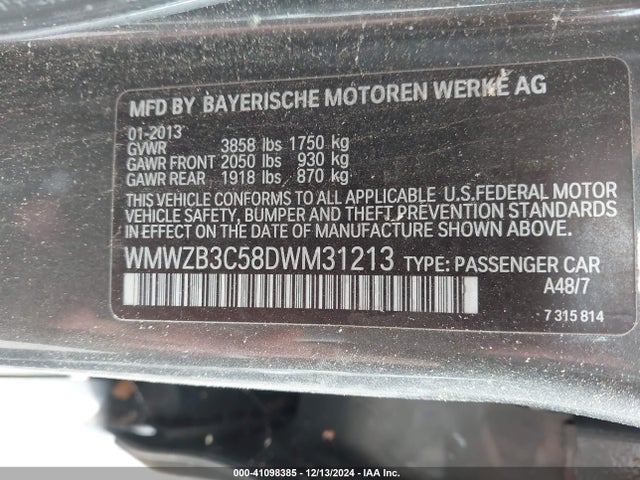 MFD BY BAYERISCHE MOTOREN WERKE AG
01-2013
GVWR 3858 lbs 1750 kg
GAWR FRONT 2050 lbs 930 kg
GAWR REAR 1918 lbs 870 kg
THIS VEHICLE CONFORMS TO ALL APPLICABLE U.S.FEDERAL MOTOR
VEHICLE SAFETY, BUMPER AND THEFT PREVENTION STANDARDS
IN EFFECT ON THE DATE OF MANUFACTURE SHOWN ABOVE.
WMWZB3C58DWM31213 TYPE: PASSENGER CAR
A48/7
7 315 814
000-41098385 - 12/13/2024 - IAA Inc.